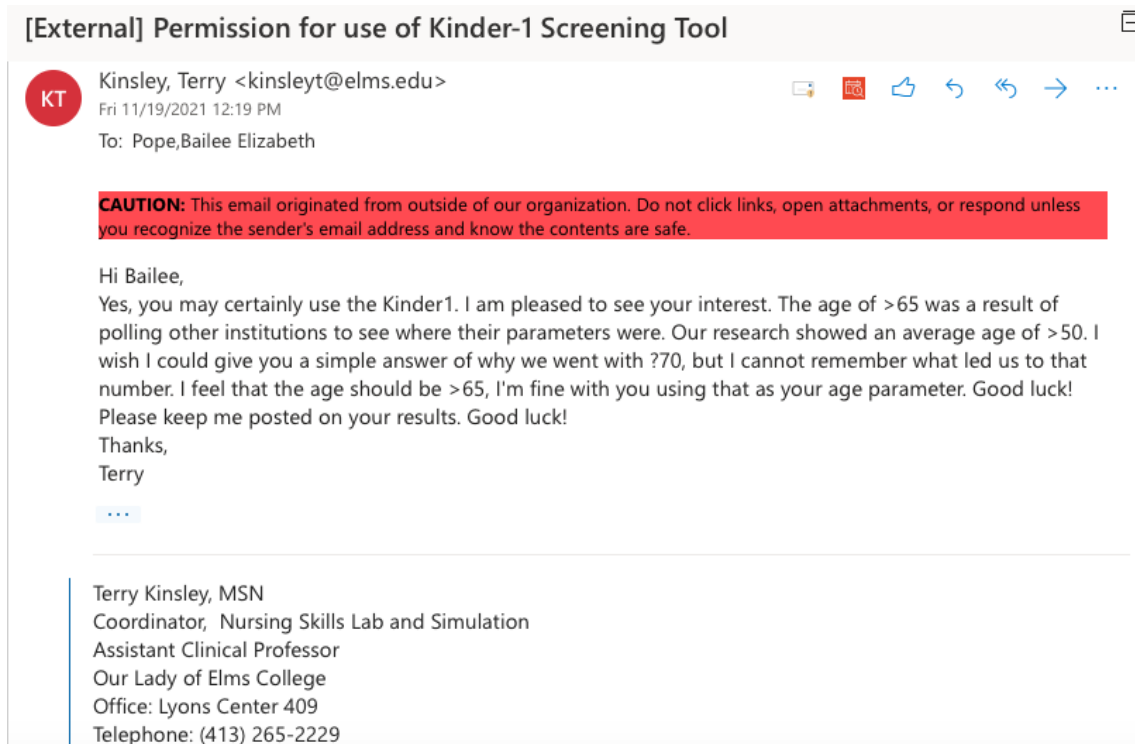 [External] Permission for use of Kinder-1 Screening Tool
KT
Kinsley, Terry <kinsleyt@elms.edu>
Fri 11/19/2021 12:19 PM
To: Pope,Bailee Elizabeth
CAUTION: This email originated from outside of our organization. Do not click links, open attachments, or respond unless
you recognize the sender's email address and know the contents are safe.
Hi Bailee,
Yes, you may certainly use the Kinder1. I am pleased to see your interest. The age of >65 was a result of
polling other institutions to see where their parameters were. Our research showed an average age of >50. I
wish I could give you a simple answer of why we went with ?70, but I cannot remember what led us to that
number. I feel that the age should be >65, I'm fine with you using that as your age parameter. Good luck!
Please keep me posted on your results. Good luck!
Thanks,
Terry
...
Terry Kinsley, MSN
Coordinator, Nursing Skills Lab and Simulation
Assistant Clinical Professor
Our Lady of Elms College
Office: Lyons Center 409
Telephone: (413) 265-2229